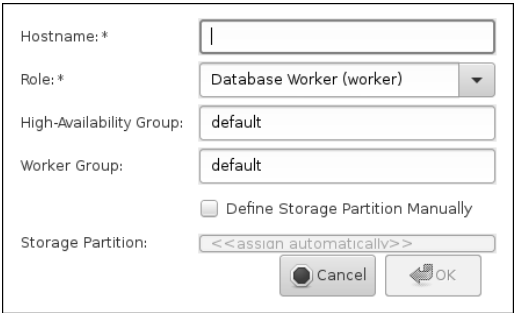 Hostname: *
Role: *
Database Worker (worker)
High-Availability Group:
default
Worker Group:
default
Define Storage Partition Manually
Storage Partition:
<<assign automatically>>
Cancel
OK